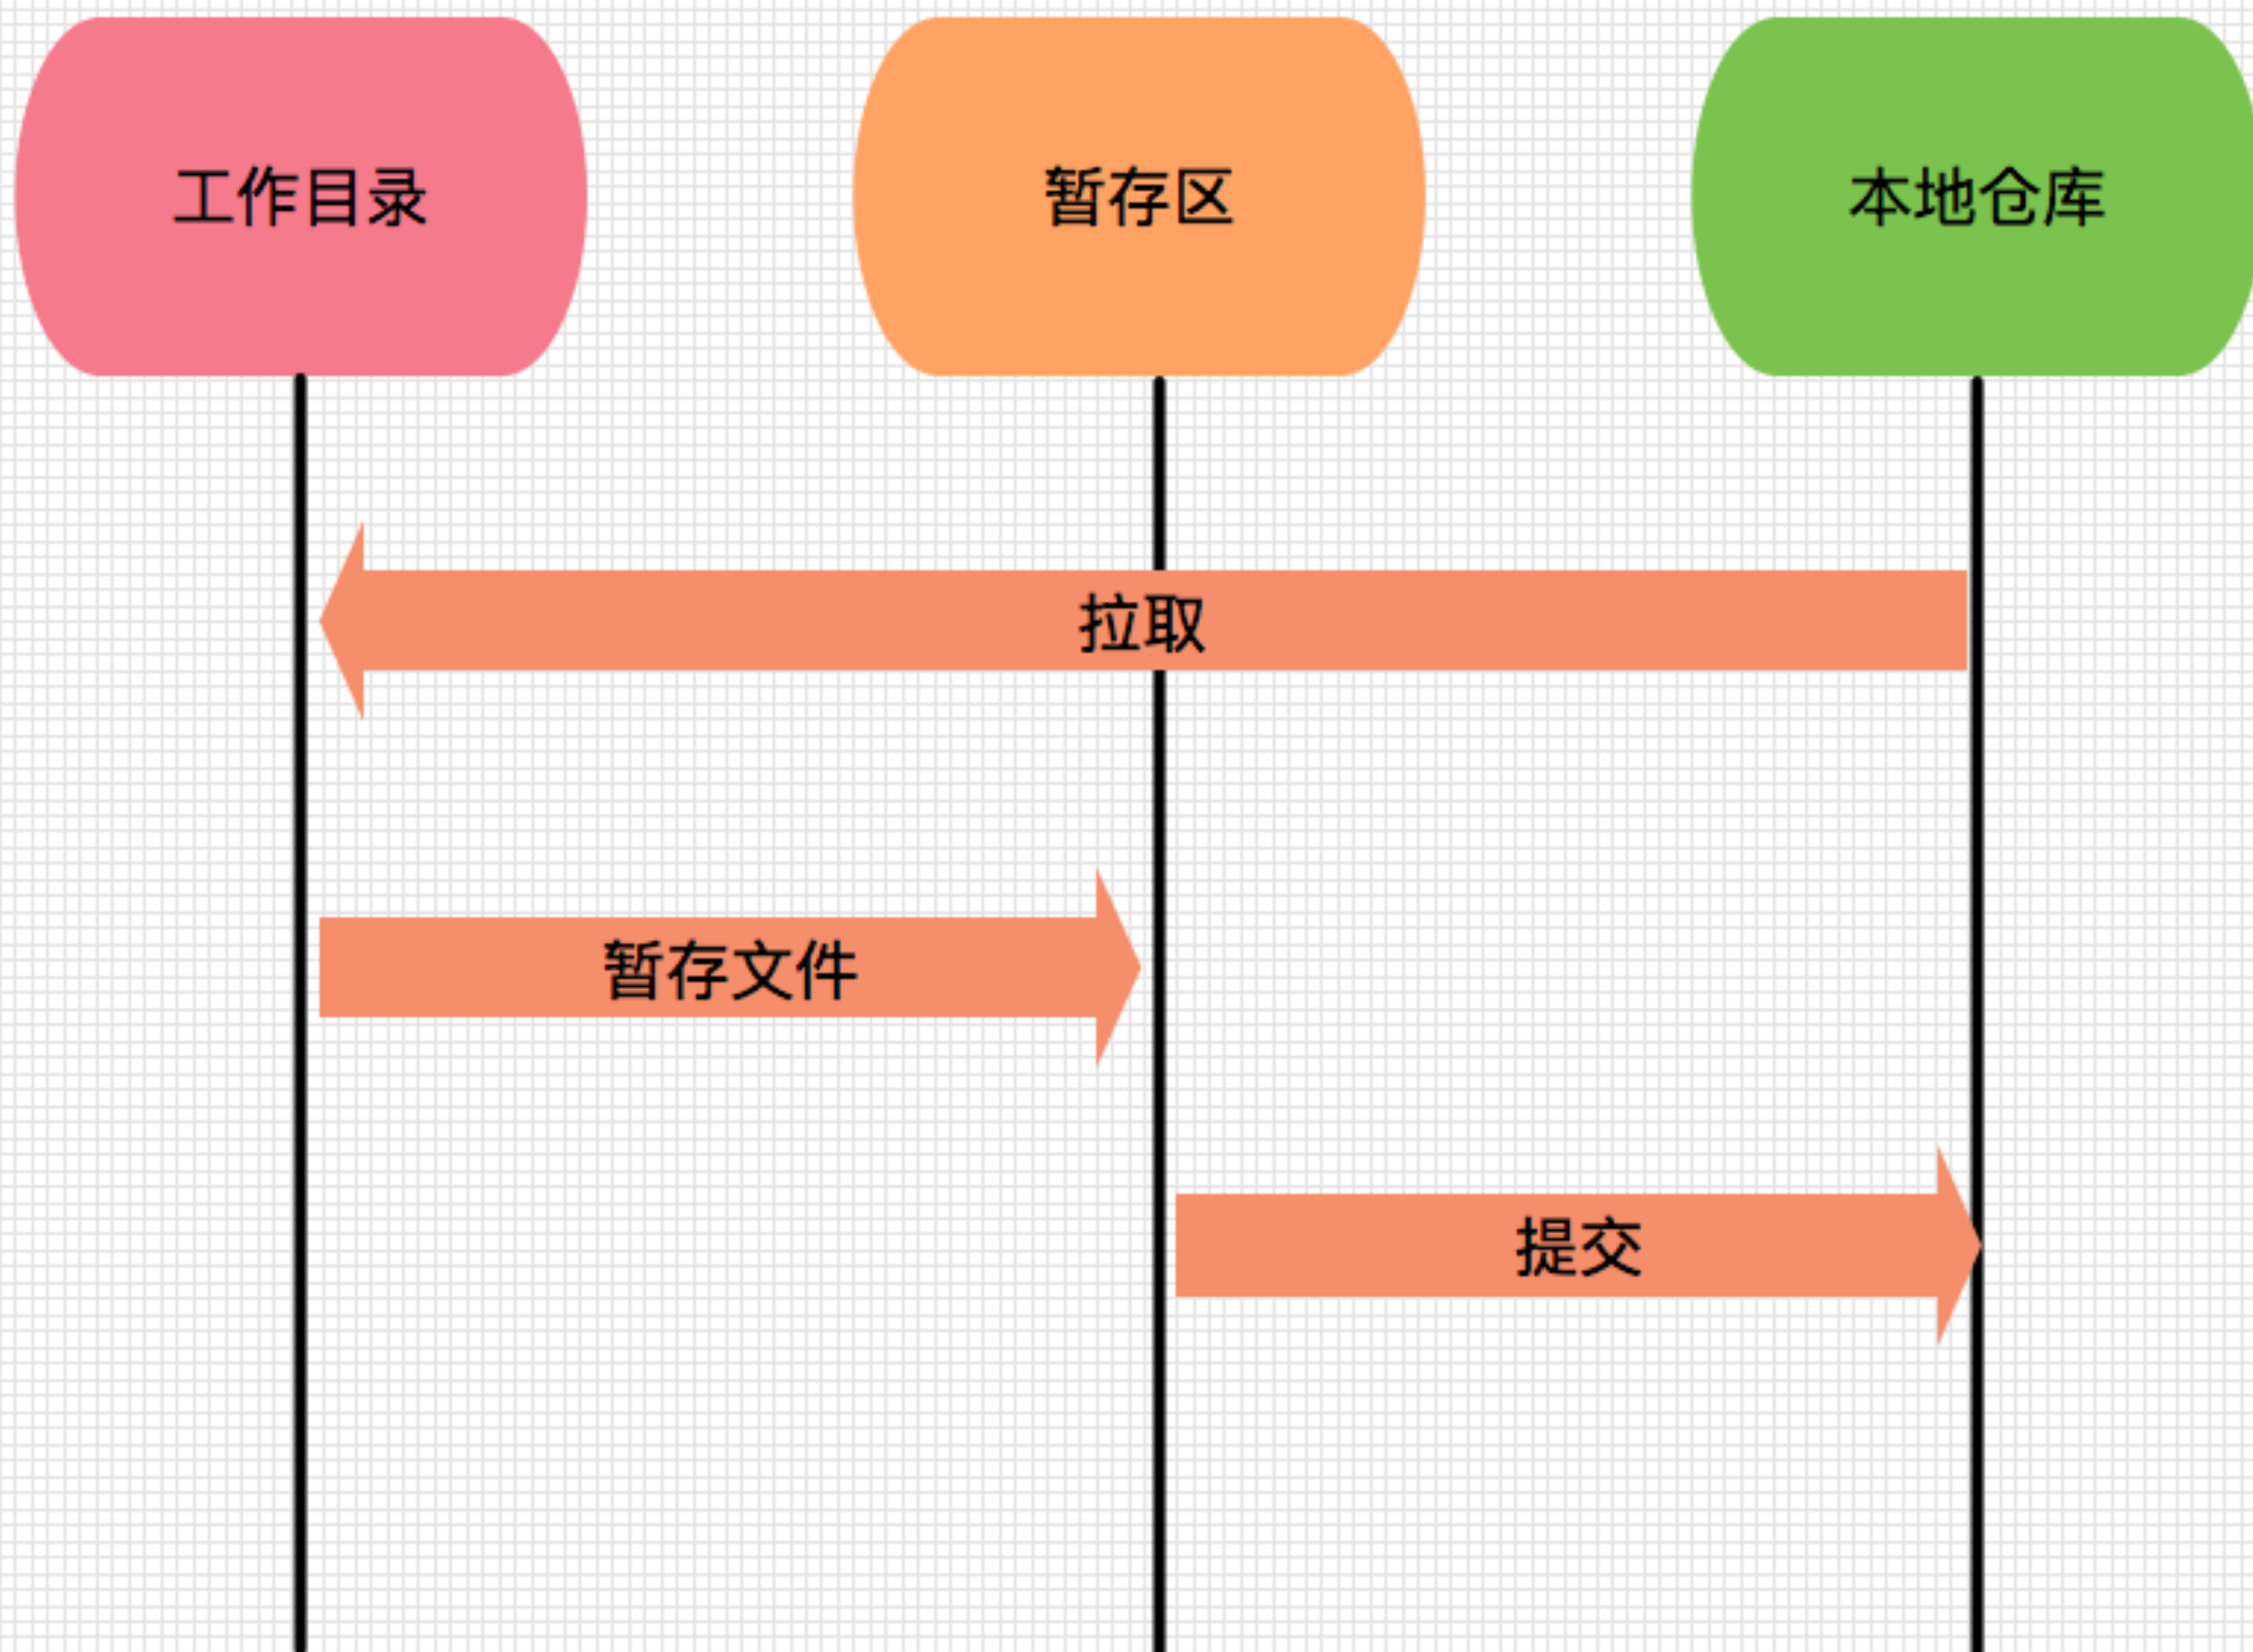 工作目录
暂存区
本地仓库
拉取
暂存文件
提交